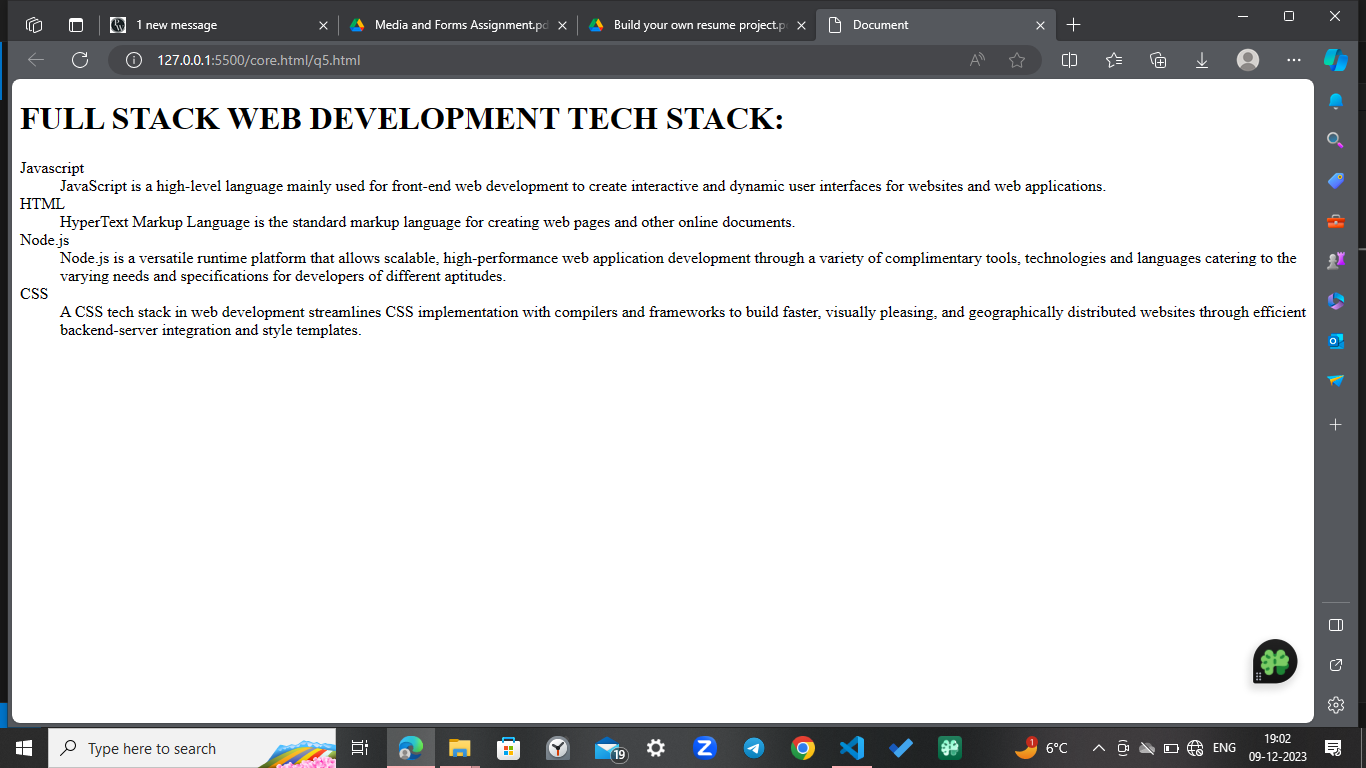 1 new message
Media and Forms Assignment.pd
Build your own resume project.p
Document
127.0.0.1:5500/core.html/q5.html
FULL STACK WEB DEVELOPMENT TECH STACK:
Javascript
JavaScript is a high-level language mainly used for front-end web development to create interactive and dynamic user interfaces for websites and web applications.
HTML
HyperText Markup Language is the standard markup language for creating web pages and other online documents.
Node.js
Node.js is a versatile runtime platform that allows scalable, high-performance web application development through a variety of complimentary tools, technologies and languages catering to the
varying needs and specifications for developers of different aptitudes.
CSS
A CSS tech stack in web development streamlines CSS implementation with compilers and frameworks to build faster, visually pleasing, and geographically distributed websites through efficient
backend-server integration and style templates.
Type here to search
19
1
6°C
ENG
19:02
09-12-2023